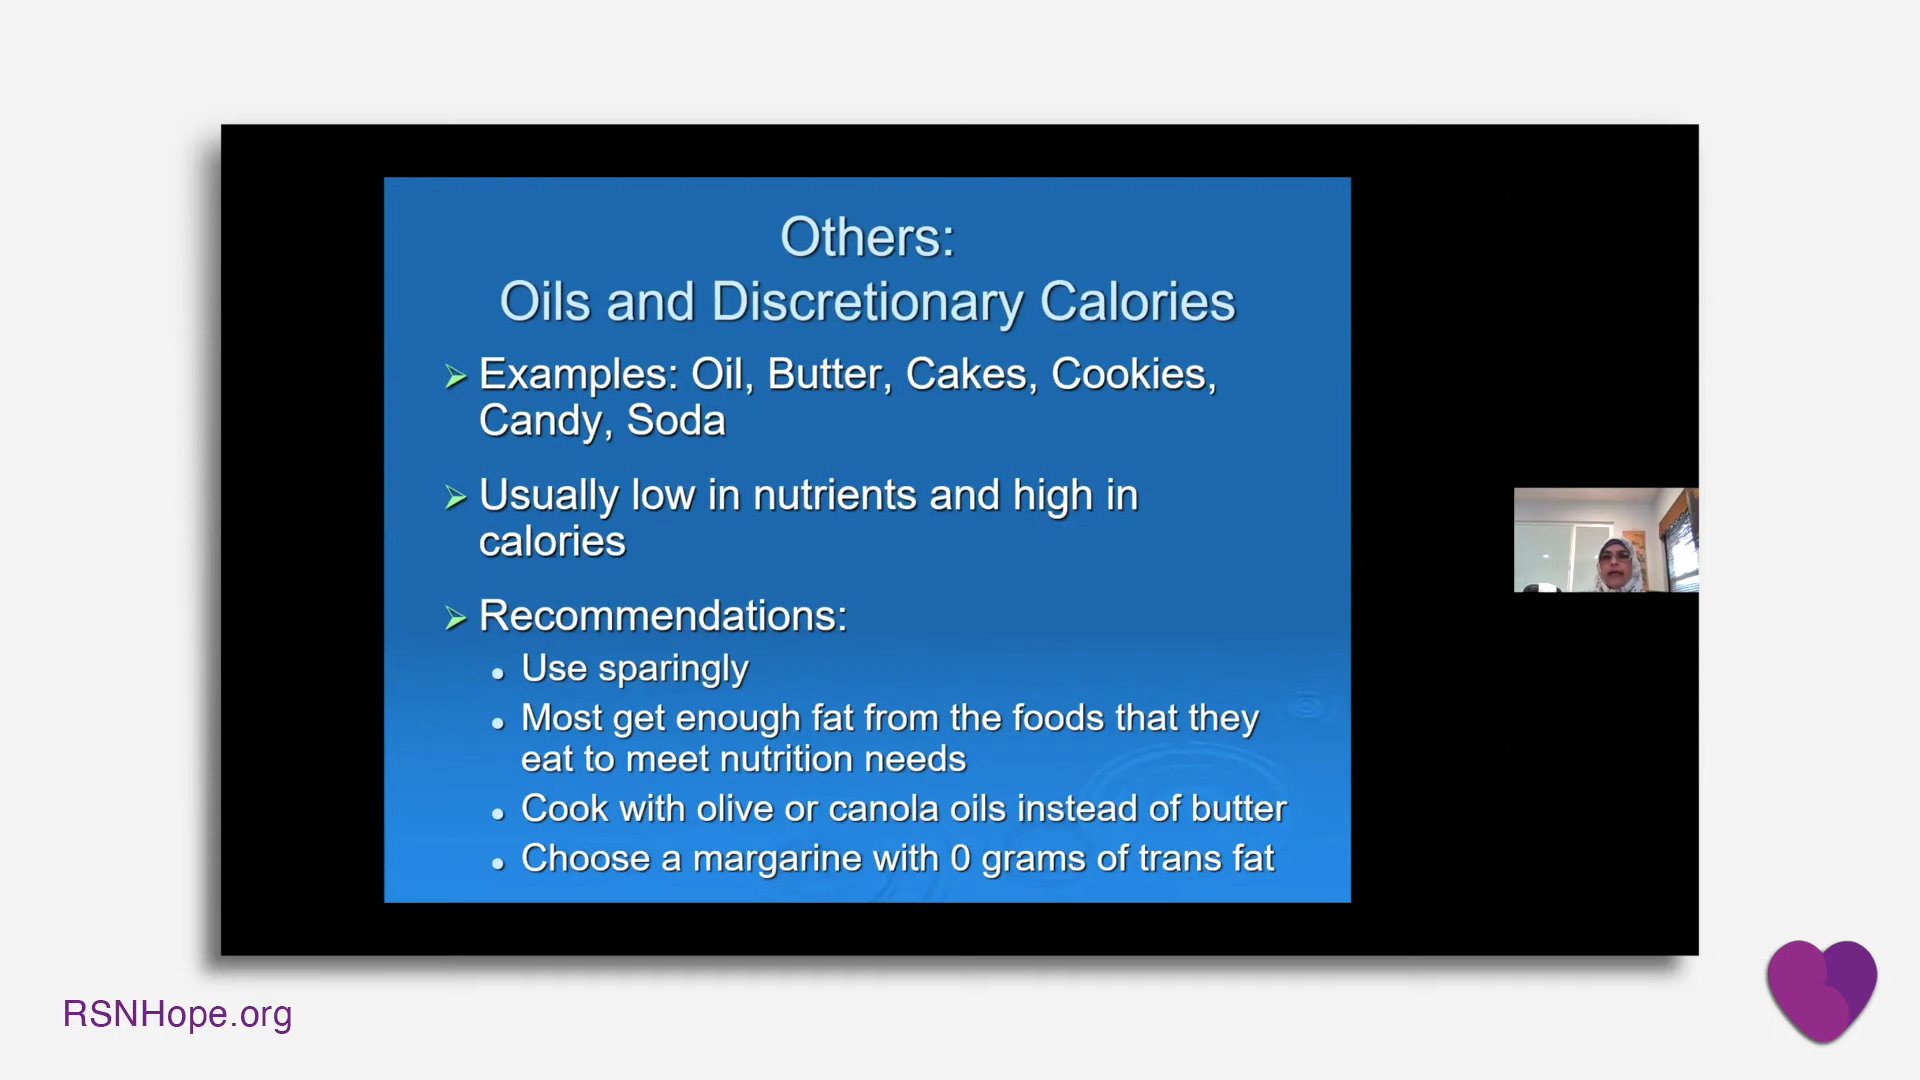 Others:
Oils and Discretionary Calories
Examples: Oil, Butter, Cakes, Cookies,
Candy, Soda
Usually low in nutrients and high in
calories
Recommendations:
Use sparingly
Most get enough fat from the foods that they
eat to meet nutrition needs
Cook with olive or canola oils instead of butter
Choose a margarine with 0 grams of trans fat
RSNHope.org